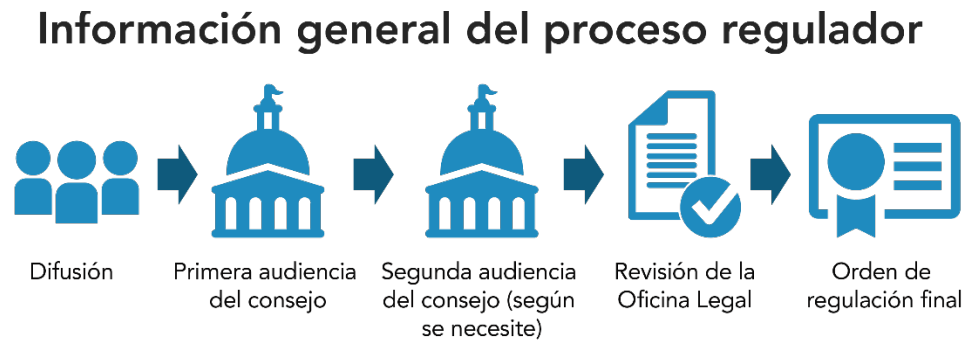 Información general del proceso regulador
Difusión
Primera audiencia
del consejo
Segunda audiencia
del consejo (según
se necesite)
Revisión de la
Oficina Legal
Orden de
regulación final